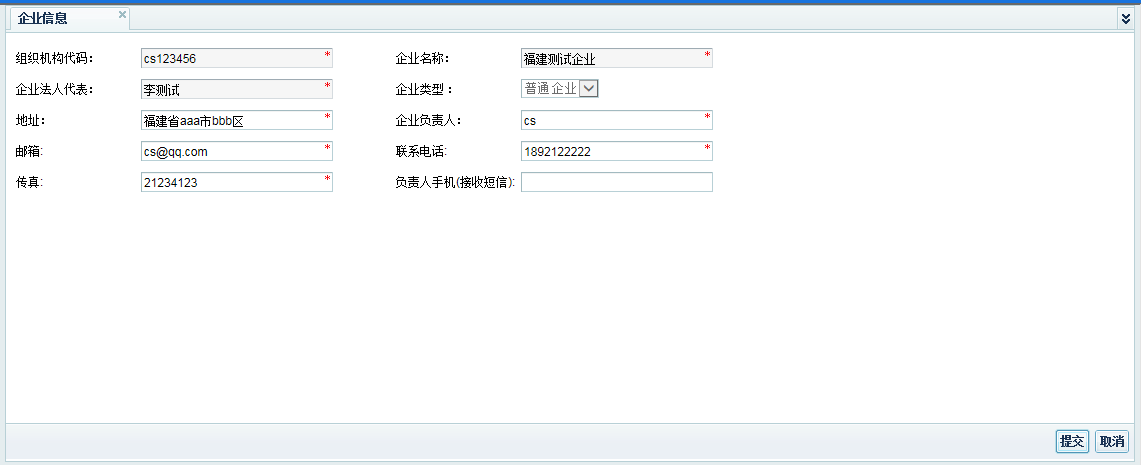 企业信息
组织机构代码： cs123456 * 企业名称： 福建测试企业 *
企业法人代表： 李测试 * 企业类型 ： 普通企业
地址： 福建省aaa市bbb区 * 企业负责人： cs *
邮箱: cs@qq.com * 联系电话: 1892122222 *
传真: 21234123 * 负责人手机(接收短信):
提交 取消